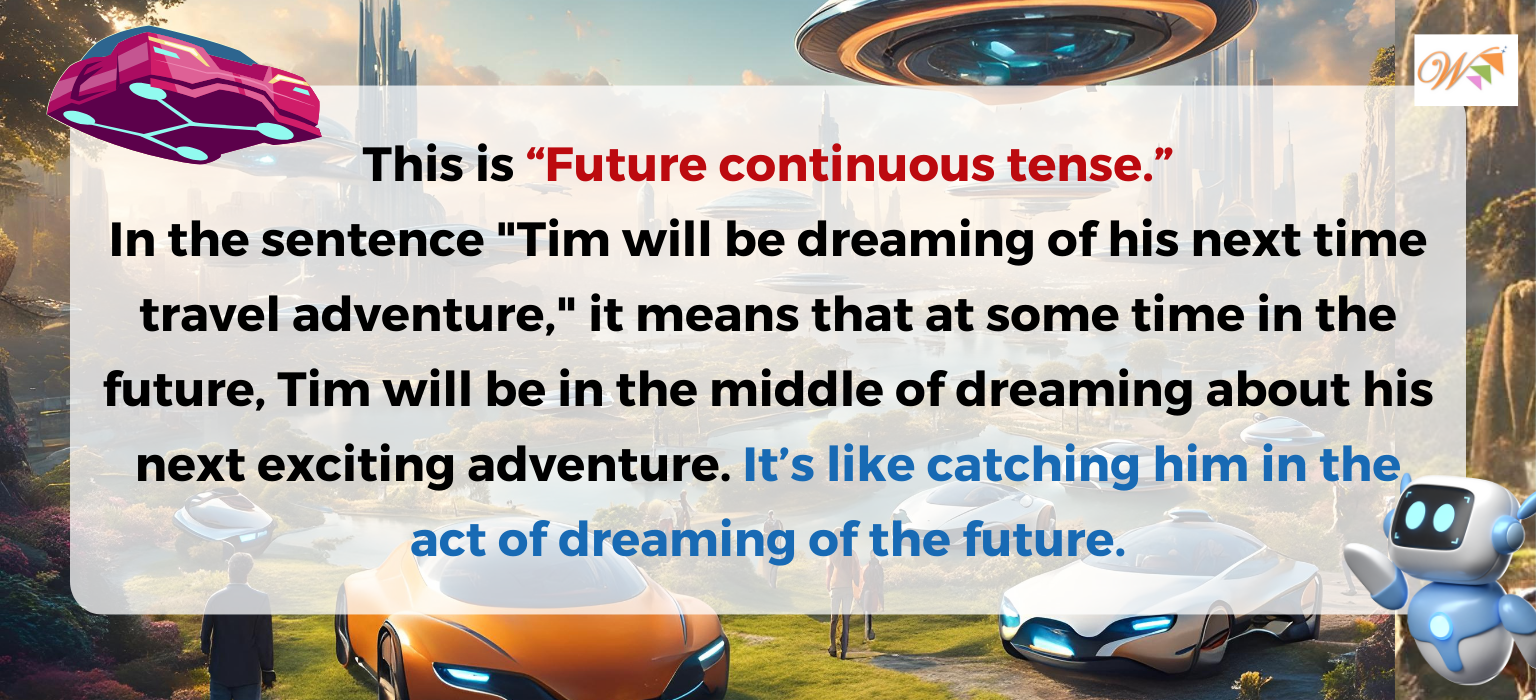 This is “Future continuous tense.”
In the sentence "Tim will be dreaming of his next time
travel adventure," it means that at some time in the
future, Tim will be in the middle of dreaming about his
next exciting adventure. It’s like catching him in the
act of dreaming of the future.
W